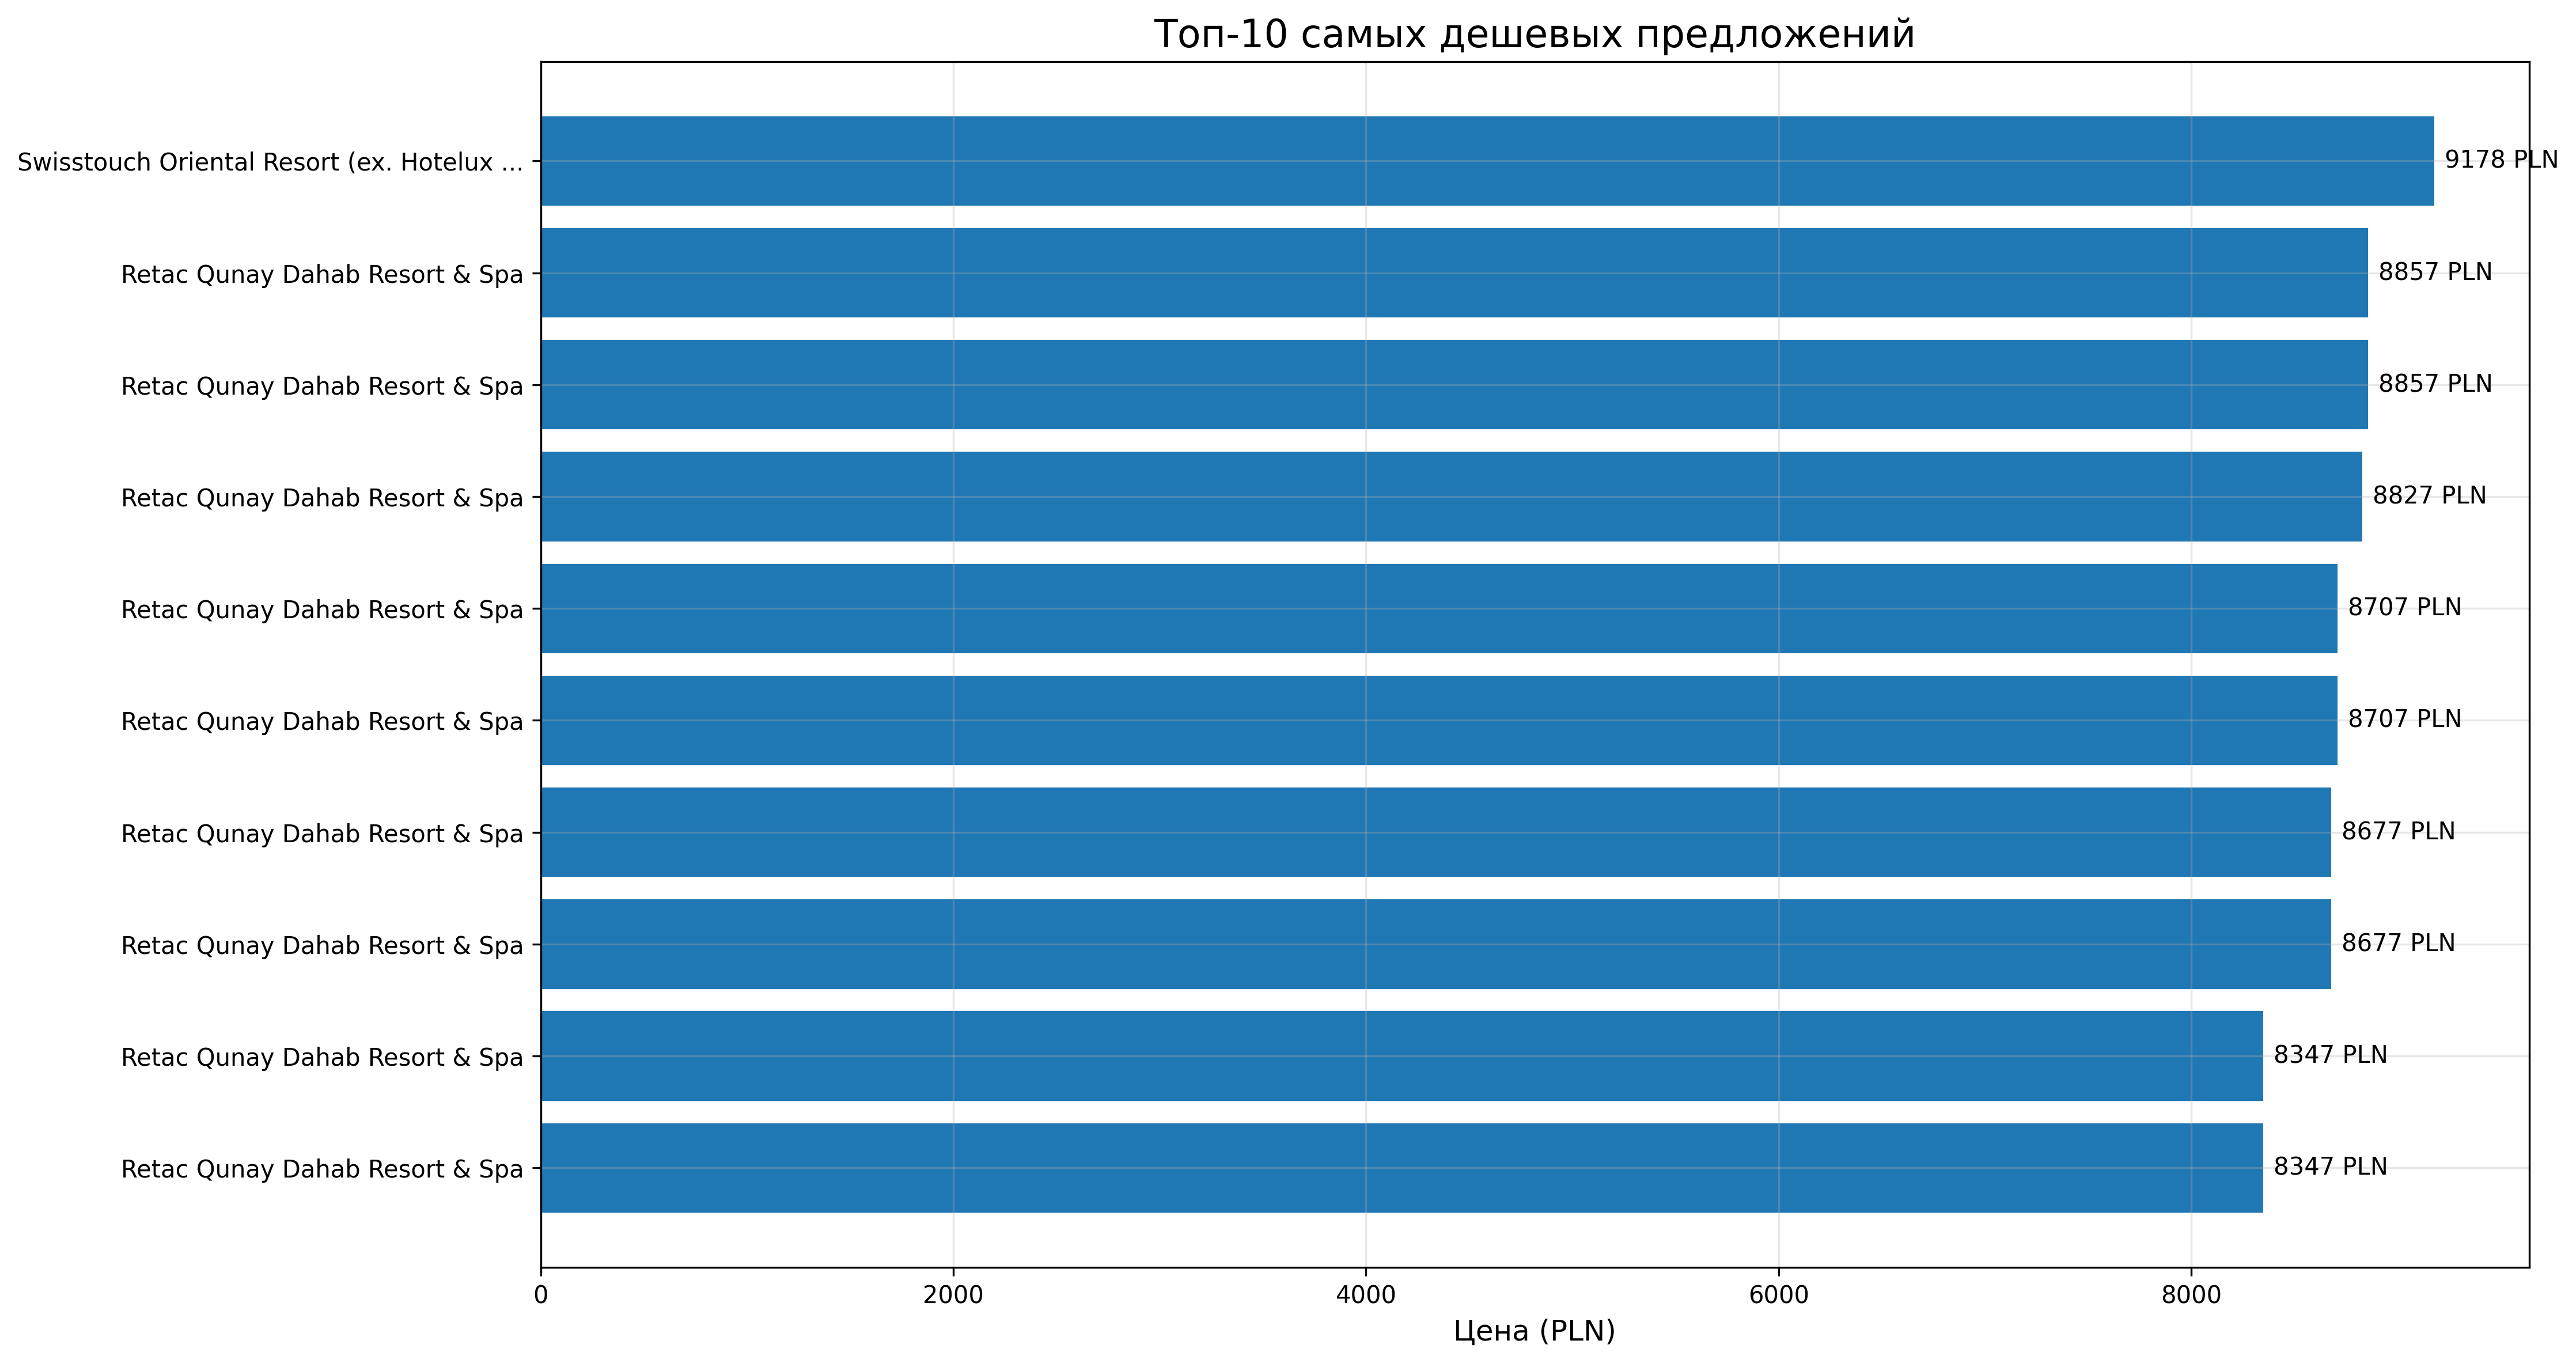 Топ-10 самых дешевых предложений
Swisstouch Oriental Resort (ex. Hotelux ...
9178 PLN
Retac Qunay Dahab Resort & Spa
8857 PLN
Retac Qunay Dahab Resort & Spa
8857 PLN
Retac Qunay Dahab Resort & Spa
8827 PLN
Retac Qunay Dahab Resort & Spa
8707 PLN
Retac Qunay Dahab Resort & Spa
8707 PLN
Retac Qunay Dahab Resort & Spa
8677 PLN
Retac Qunay Dahab Resort & Spa
8677 PLN
Retac Qunay Dahab Resort & Spa
8347 PLN
Retac Qunay Dahab Resort & Spa
8347 PLN
0 2000 4000 6000 8000
Цена (PLN)